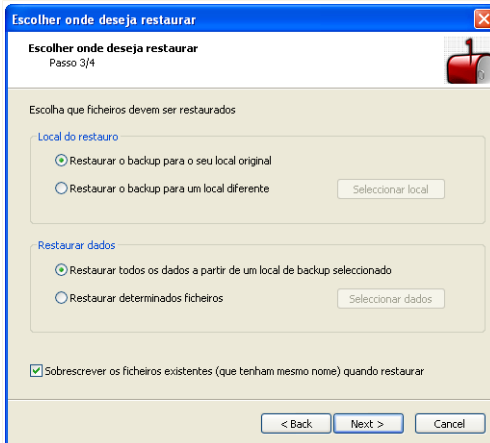 Escolher onde deseja restaurar
Escolher onde deseja restaurar
Passo 3/4
Escolha que ficheiros devem ser restaurados
Local do restauro
Restaurar o backup para o seu local original
Restaurar o backup para um local diferente
Seleccionar local
Restaurar dados
Restaurar todos os dados a partir de um local de backup seleccionado
Restaurar determinados ficheiros
Seleccionar dados
Sobrescrever os ficheiros existentes (que tenham mesmo nome) quando restaurar
< Back
Next >
Cancel